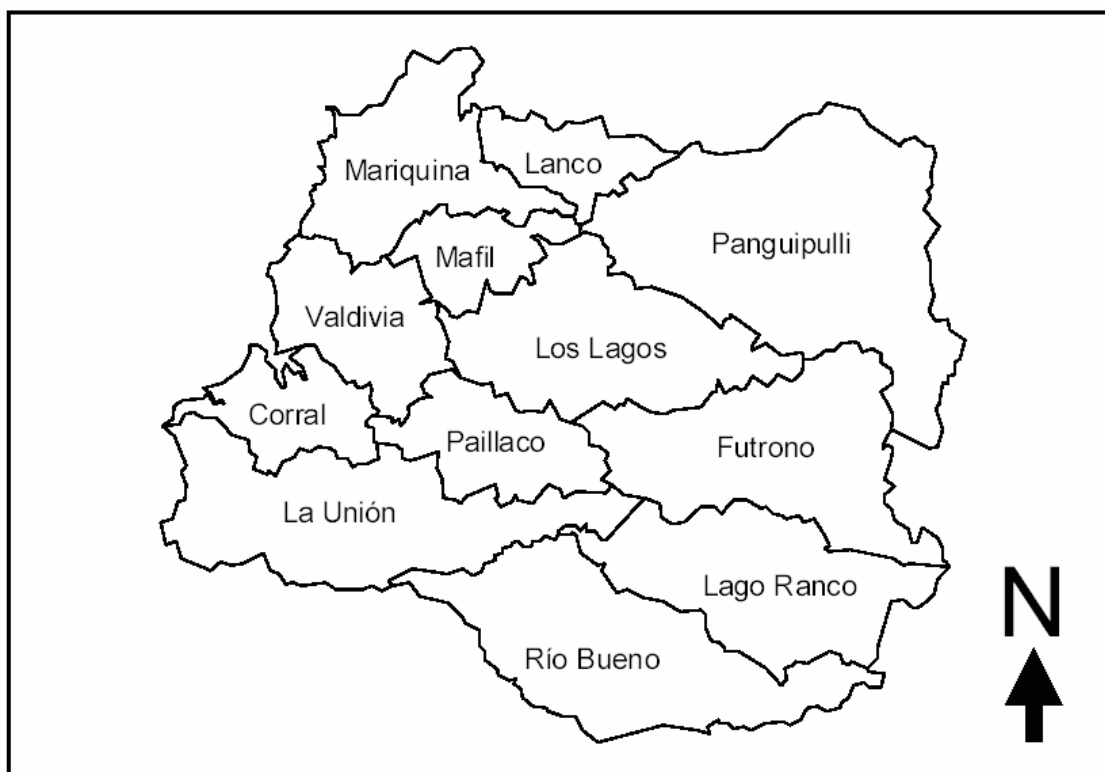 Mariquina
Lanco
Panguipulli
Mafil
Valdivia
Los Lagos
Corral
Paillaco
Futrono
La Unión
Lago Ranco
Río Bueno
N